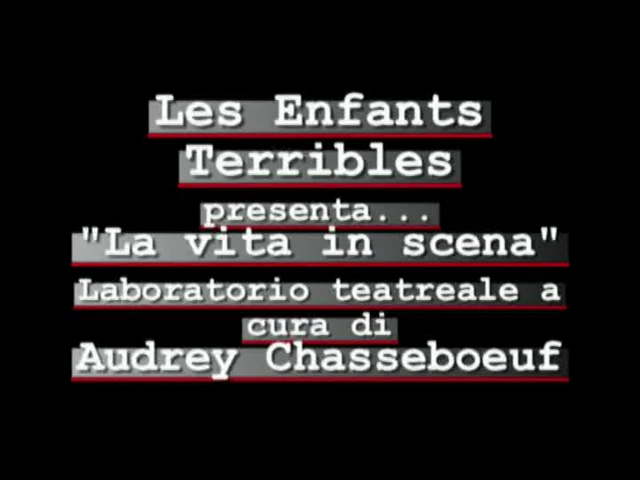 Les Enfants
Terribles
presenta...
"La vita in scena"
Laboratorio teatreale a
cura di
Audrey Chasseboeuf